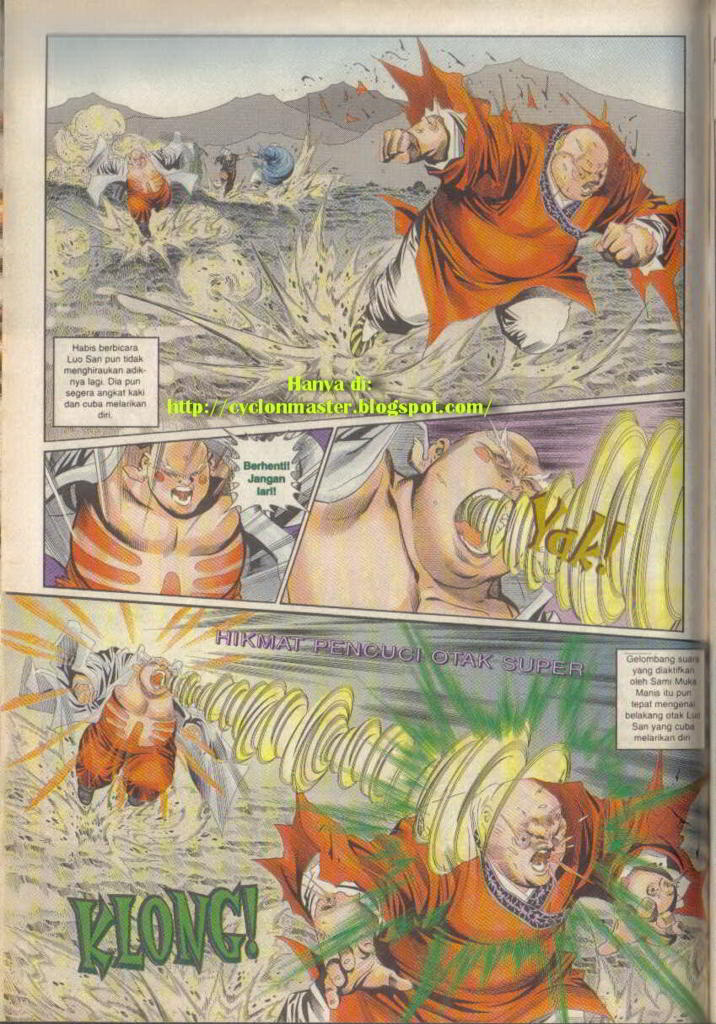 Habis berbicara
Luo San pun tidak
menghiraukan adik-
nya lagi. Dia pun
segera angkat kaki
dan cuba melarikan
diri.
Hanya di:
http://cyclonmaster.blogspot.com/
Berhenti!
Jangan
lari!
Yak!
HIKMAT PENCUCI OTAK SUPER
Gelombang suara
yang diaktifkan
oleh Sami Muka
Manis itu pun
tepat mengenai
belakang otak Luo
San yang cuba
melarikan diri
KLONG!